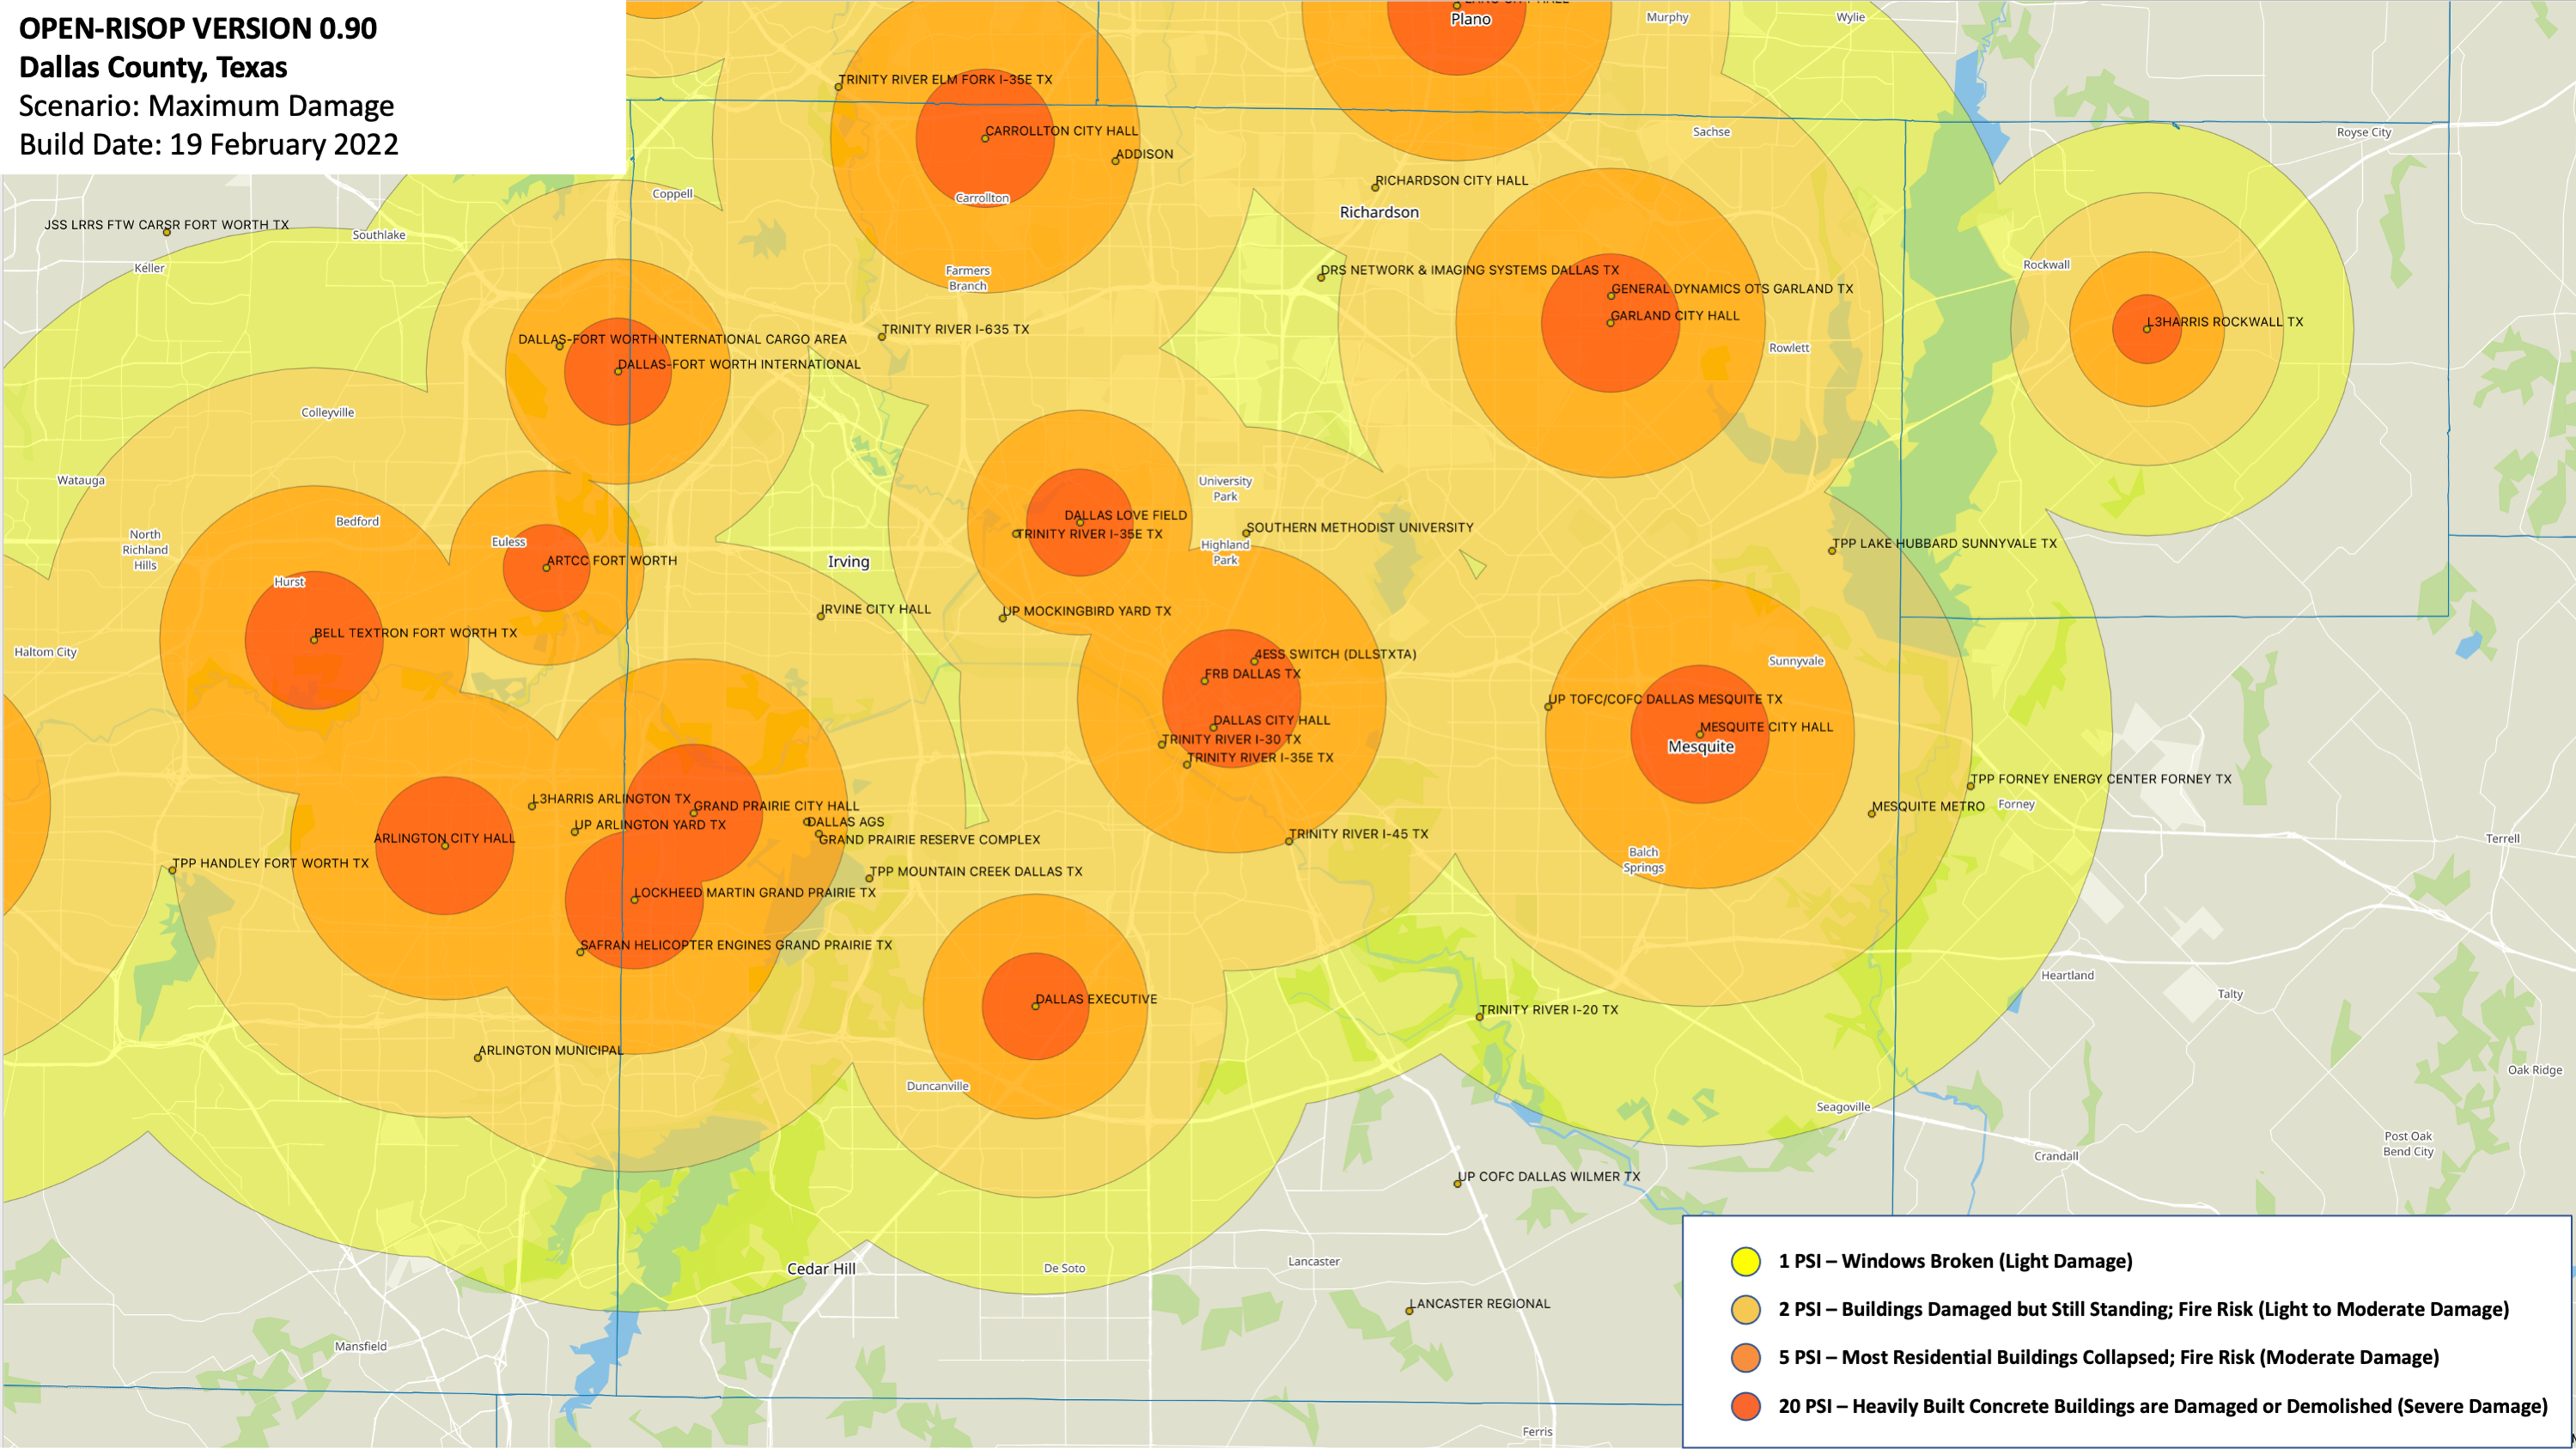 OPEN-RISOP VERSION 0.90
Dallas County, Texas
Scenario: Maximum Damage
Build Date: 19 February 2022
Plano
Murphy
Wylie
TRINITY RIVER ELM FORK I-35E TX
CARROLLTON CITY HALL
ADDISON
Sachse
Royse City
RICHARDSON CITY HALL
Coppell
Carrollton
Richardson
JSS LRRS FTW CARSR FORT WORTH TX
Southlake
Keller
Farmers
Branch
DRS NETWORK & IMAGING SYSTEMS DALLAS TX
Rockwall
GENERAL DYNAMICS OTS GARLAND TX
GARLAND CITY HALL
L3HARRIS ROCKWALL TX
TRINITY RIVER I-635 TX
DALLAS-FORT WORTH INTERNATIONAL CARGO AREA
Rowlett
DALLAS-FORT WORTH INTERNATIONAL
Colleyville
Watauga
University
Park
Bedford
DALLAS LOVE FIELD
TRINITY RIVER I-35E TX
SOUTHERN METHODIST UNIVERSITY
North
Richland
Hills
Euless
Highland
Park
TPP LAKE HUBBARD SUNNYVALE TX
ARTCC FORT WORTH
Irving
Hurst
IRVINE CITY HALL
UP MOCKINGBIRD YARD TX
BELL TEXTRON FORT WORTH TX
Haltom City
4ESS SWITCH (DLLSTXTA)
FRB DALLAS TX
Sunnyvale
UP TOFC/COFC DALLAS MESQUITE TX
DALLAS CITY HALL
MESQUITE CITY HALL
TRINITY RIVER I-30 TX
Mesquite
TRINITY RIVER I-35E TX
TPP FORNEY ENERGY CENTER FORNEY TX
L3HARRIS ARLINGTON TX
GRAND PRAIRIE CITY HALL
MESQUITE METRO
Forney
UP ARLINGTON YARD TX
DALLAS AGS
ARLINGTON CITY HALL
GRAND PRAIRIE RESERVE COMPLEX
TRINITY RIVER I-45 TX
Terrell
Balch
Springs
TPP HANDLEY FORT WORTH TX
TPP MOUNTAIN CREEK DALLAS TX
LOCKHEED MARTIN GRAND PRAIRIE TX
SAFRAN HELICOPTER ENGINES GRAND PRAIRIE TX
Heartland
Talty
DALLAS EXECUTIVE
TRINITY RIVER I-20 TX
ARLINGTON MUNICIPAL
Oak Ridge
Duncanville
Seagoville
Post Oak
Bend City
Crandall
UP COFC DALLAS WILMER TX
Cedar Hill
De Soto
Lancaster
LANCASTER REGIONAL
Mansfield
Ferris
1 PSI – Windows Broken (Light Damage)
2 PSI – Buildings Damaged but Still Standing; Fire Risk (Light to Moderate Damage)
5 PSI – Most Residential Buildings Collapsed; Fire Risk (Moderate Damage)
20 PSI – Heavily Built Concrete Buildings are Damaged or Demolished (Severe Damage)